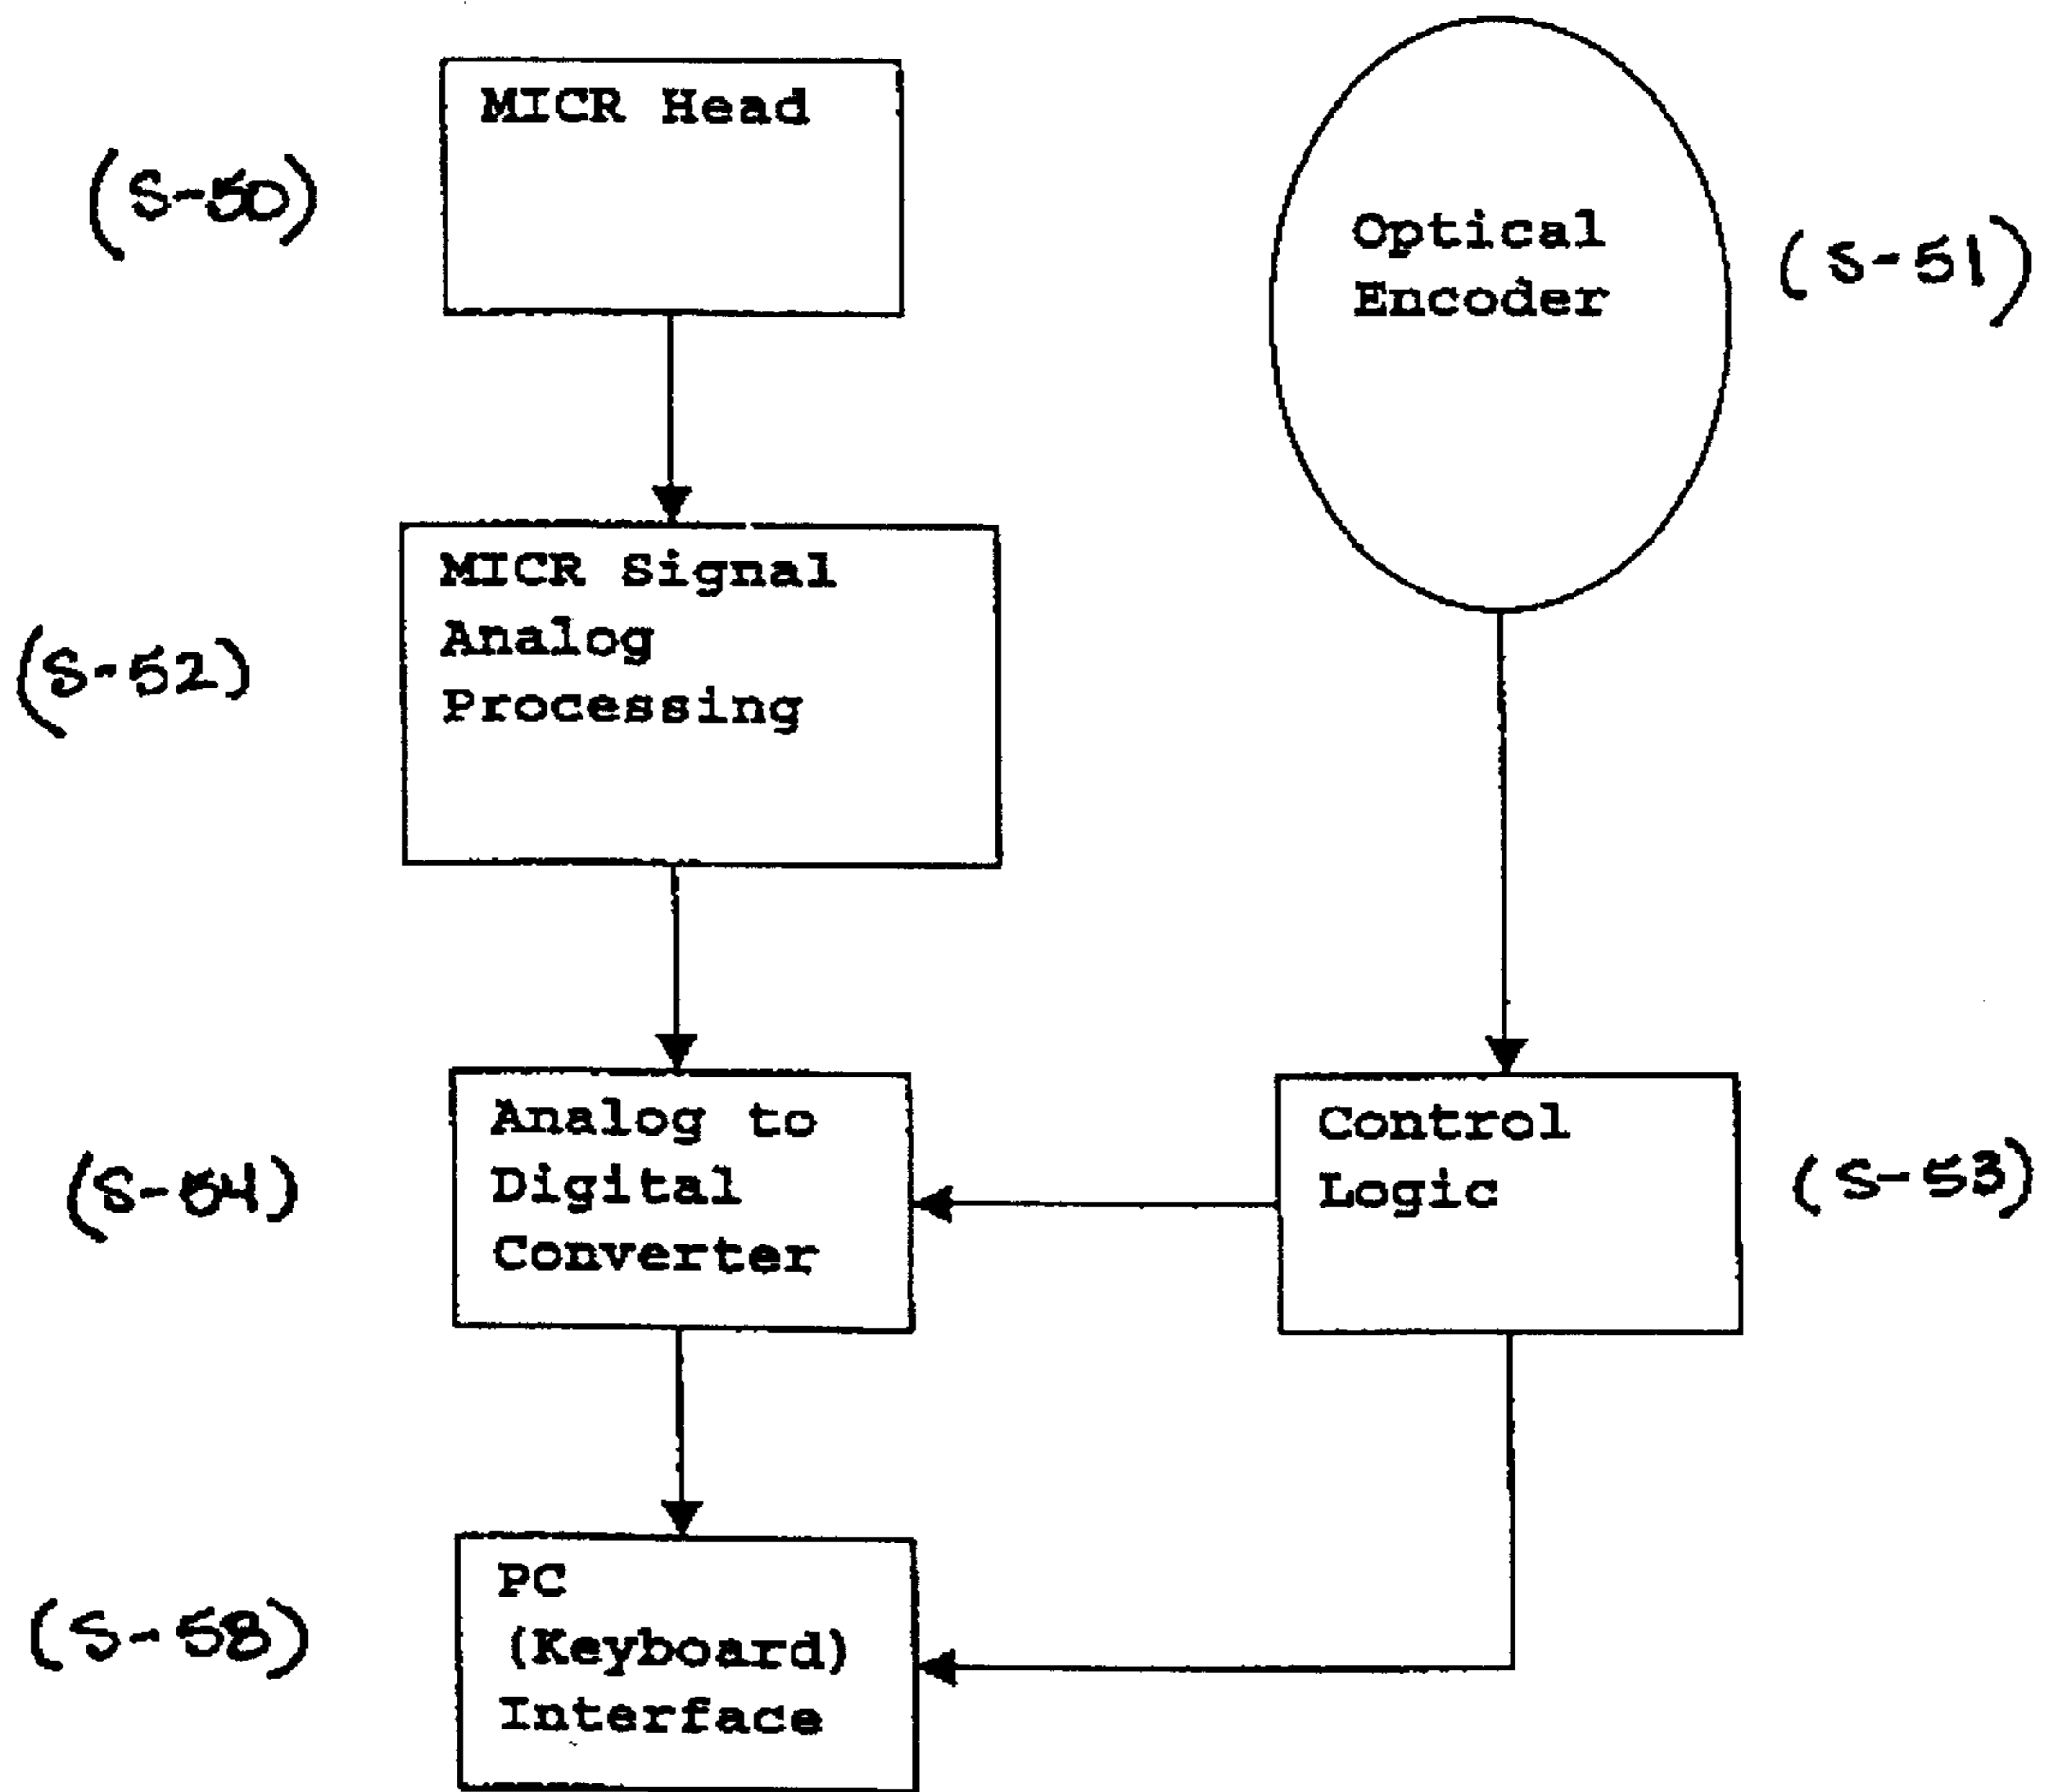 MICR Head
(S-50)
Optical
Encoder
(S-51)
MICR Signal
Analog
Processing
(S-52)
Analog to
Digital
Converter
(S-54)
Control
Logic
(S-53)
PC
(Keyboard)
Interface
(S-58)